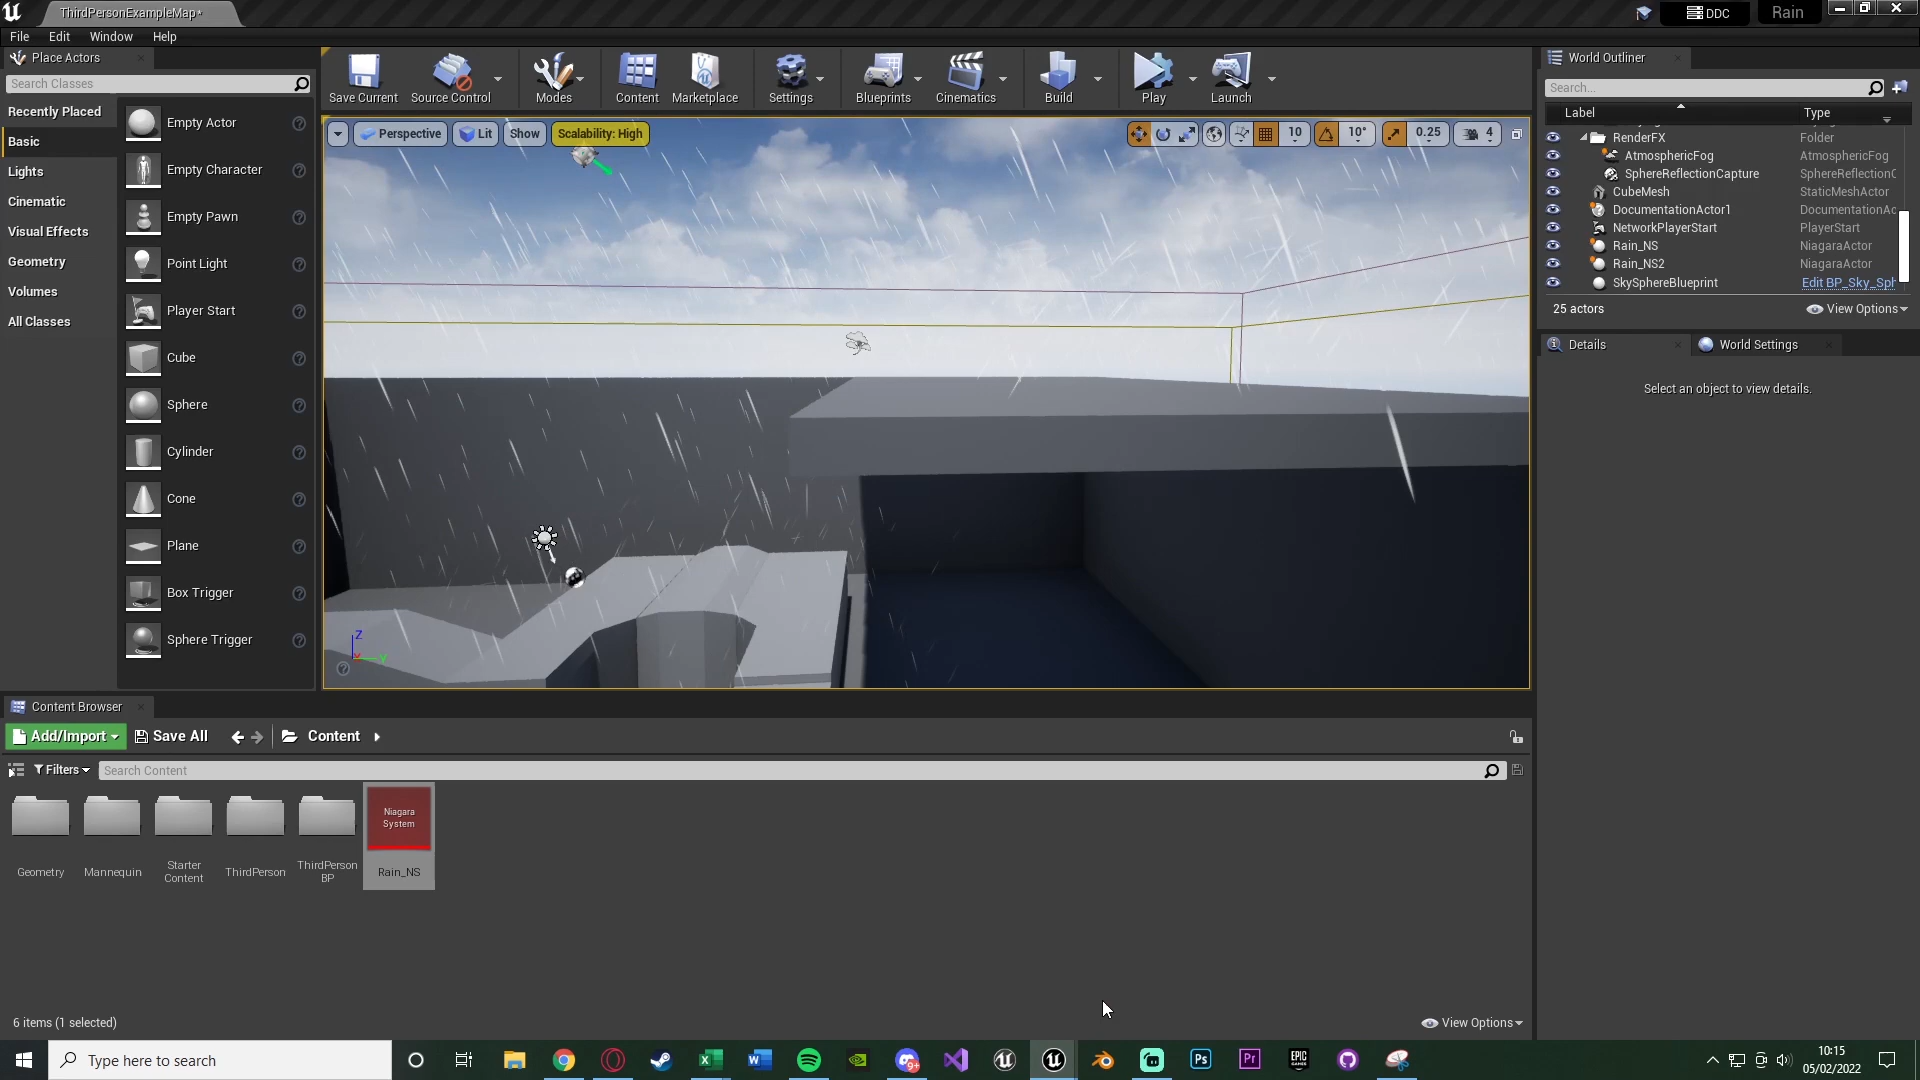 ThirdPersonExampleMap*
DDC
Rain
File Edit Window Help
Place Actors
Search Classes
Recently Placed
Basic
Lights
Cinematic
Visual Effects
Geometry
Volumes
All Classes
Empty Actor
Empty Character
Empty Pawn
Point Light
Player Start
Cube
Sphere
Cylinder
Cone
Plane
Box Trigger
Sphere Trigger
Save Current Source Control Modes Content Marketplace Settings Blueprints Cinematics Build Play Launch
Perspective Lit Show Scalability: High
10 10° 0.25 4
Z
Y
World Outliner
Search...
Label Type
RenderFX Folder
AtmosphericFog AtmosphericFog
SphereReflectionCapture SphereReflectionC
CubeMesh StaticMeshActor
DocumentationActor1 DocumentationAc
NetworkPlayerStart PlayerStart
Rain_NS NiagaraActor
Rain_NS2 NiagaraActor
SkySphereBlueprint Edit BP_Sky_Sph
25 actors View Options
Details World Settings
Select an object to view details.
Content Browser
Add/Import Save All Content
Filters Search Content
Niagara
System
Geometry
Mannequin
Starter
Content
ThirdPerson
ThirdPerson
BP
Rain_NS
6 items (1 selected) View Options
Type here to search
9+
Ps
Pr
EPIC
GAMES
10:15
05/02/2022